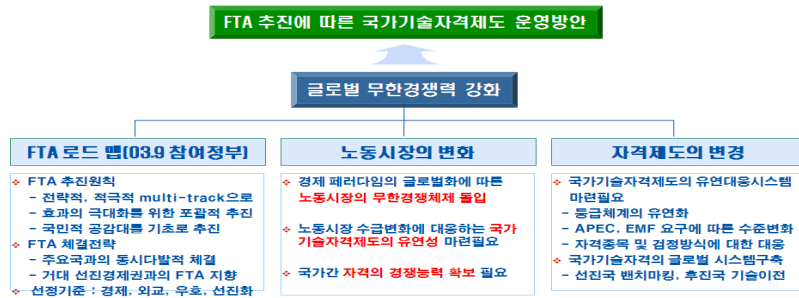 FTA 추진에 따른 국가기술자격제도 운영방안
글로벌 무한경쟁력 강화
FTA 로드 맵(03.9 참여정부)
❖ FTA 추진원칙
- 전략적, 적극적 multi-track으로
- 효과의 극대화를 위한 포괄적 추진
- 국민적 공감대를 기초로 추진
❖ FTA 체결전략
- 주요국과의 동시다발적 체결
- 거대 선진경제권과의 FTA 지향
❖ 선정기준 : 경제, 외교, 우호, 선진화
노동시장의 변화
❖ 경제 페러다임의 글로벌화에 따른
노동시장의 무한경쟁체제 돌입
❖ 노동시장 수급변화에 대응하는 국가
기술자격제도의 유연성 마련필요
❖ 국가간 자격의 경쟁능력 확보 필요
자격제도의 변경
❖ 국가기술자격제도의 유연대응시스템
마련필요
- 등급체계의 유연화
- APEC, EMF 요구에 따른 수준변화
- 자격종목 및 검정방식에 대한 대응
❖ 국가기술자격의 글로벌 시스템구축
- 선진국 밴치마킹, 후진국 기술이전